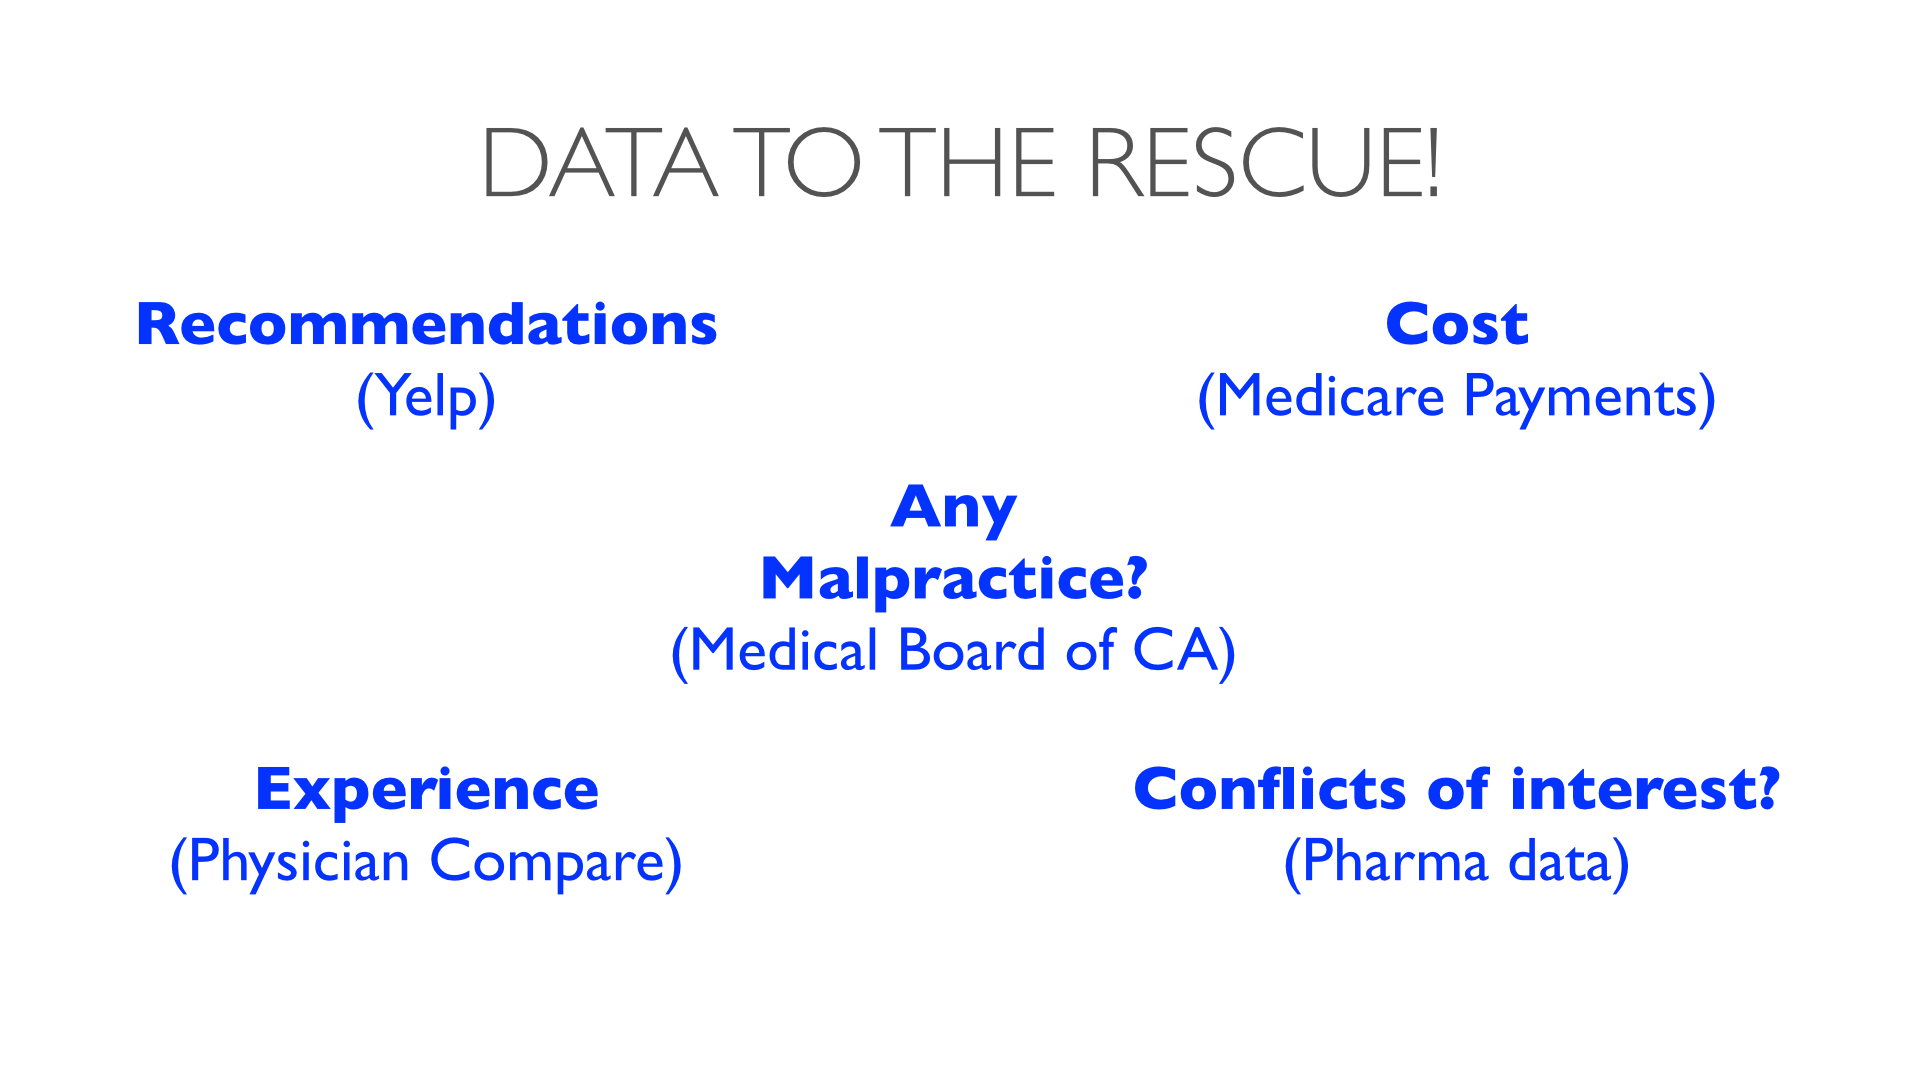 DATA TO THE RESCUE!
Recommendations
(Yelp)
Cost
(Medicare Payments)
Any
Malpractice?
(Medical Board of CA)
Experience
(Physician Compare)
Conflicts of interest?
(Pharma data)